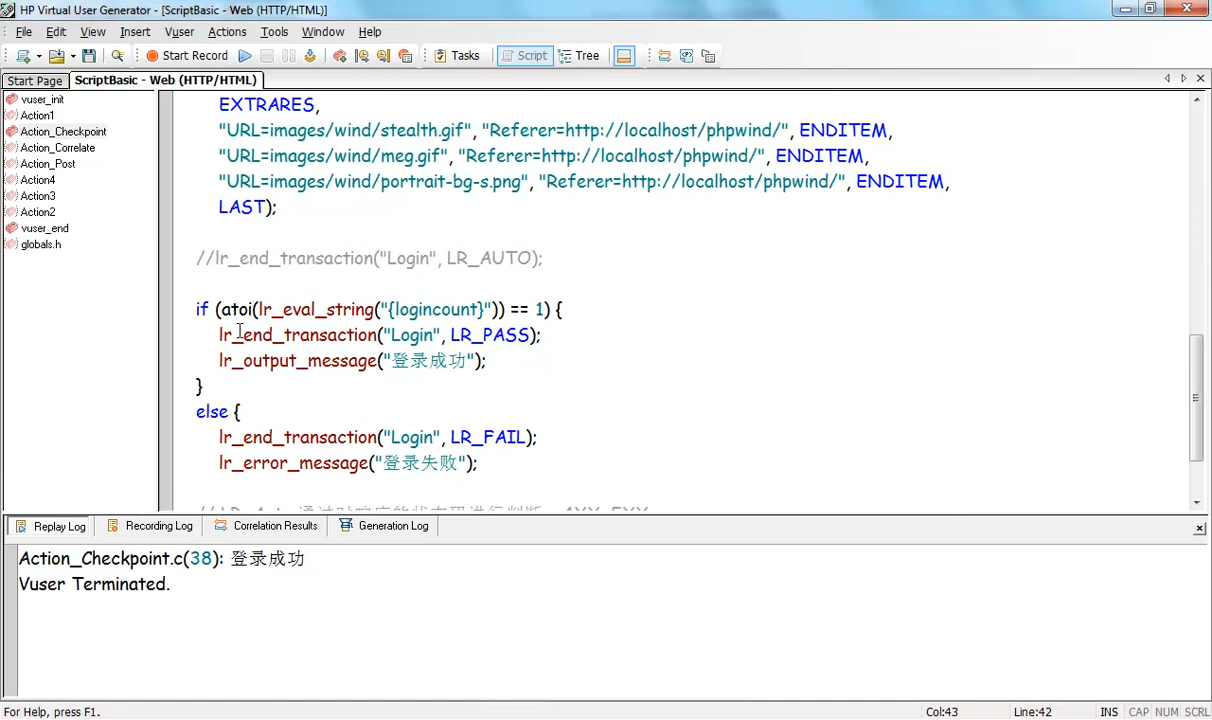 HP Virtual User Generator - [ScriptBasic - Web (HTTP/HTML)]
File Edit View Insert Vuser Actions Tools Window Help
Start Record Tasks Script Tree
Start Page ScriptBasic - Web (HTTP/HTML)
vuser_init
Action1
Action_Checkpoint
Action_Correlate
Action_Post
Action4
Action3
Action2
vuser_end
globals.h
EXTRARES,
"URL=images/wind/stealth.gif", "Referer=http://localhost/phpwind/", ENDITEM,
"URL=images/wind/meg.gif", "Referer=http://localhost/phpwind/", ENDITEM,
"URL=images/wind/portrait-bg-s.png", "Referer=http://localhost/phpwind/", ENDITEM,
LAST);
//lr_end_transaction("Login", LR_AUTO);
if (atoi(lr_eval_string("{logincount}")) == 1) {
lr_end_transaction("Login", LR_PASS);
lr_output_message("登录成功");
}
else {
lr_end_transaction("Login", LR_FAIL);
lr_error_message("登录失败");
Replay Log Recording Log Correlation Results Generation Log
Action_Checkpoint.c(38): 登录成功
Vuser Terminated.
For Help, press F1. Col:43 Line:42 INS CAP NUM SCRL